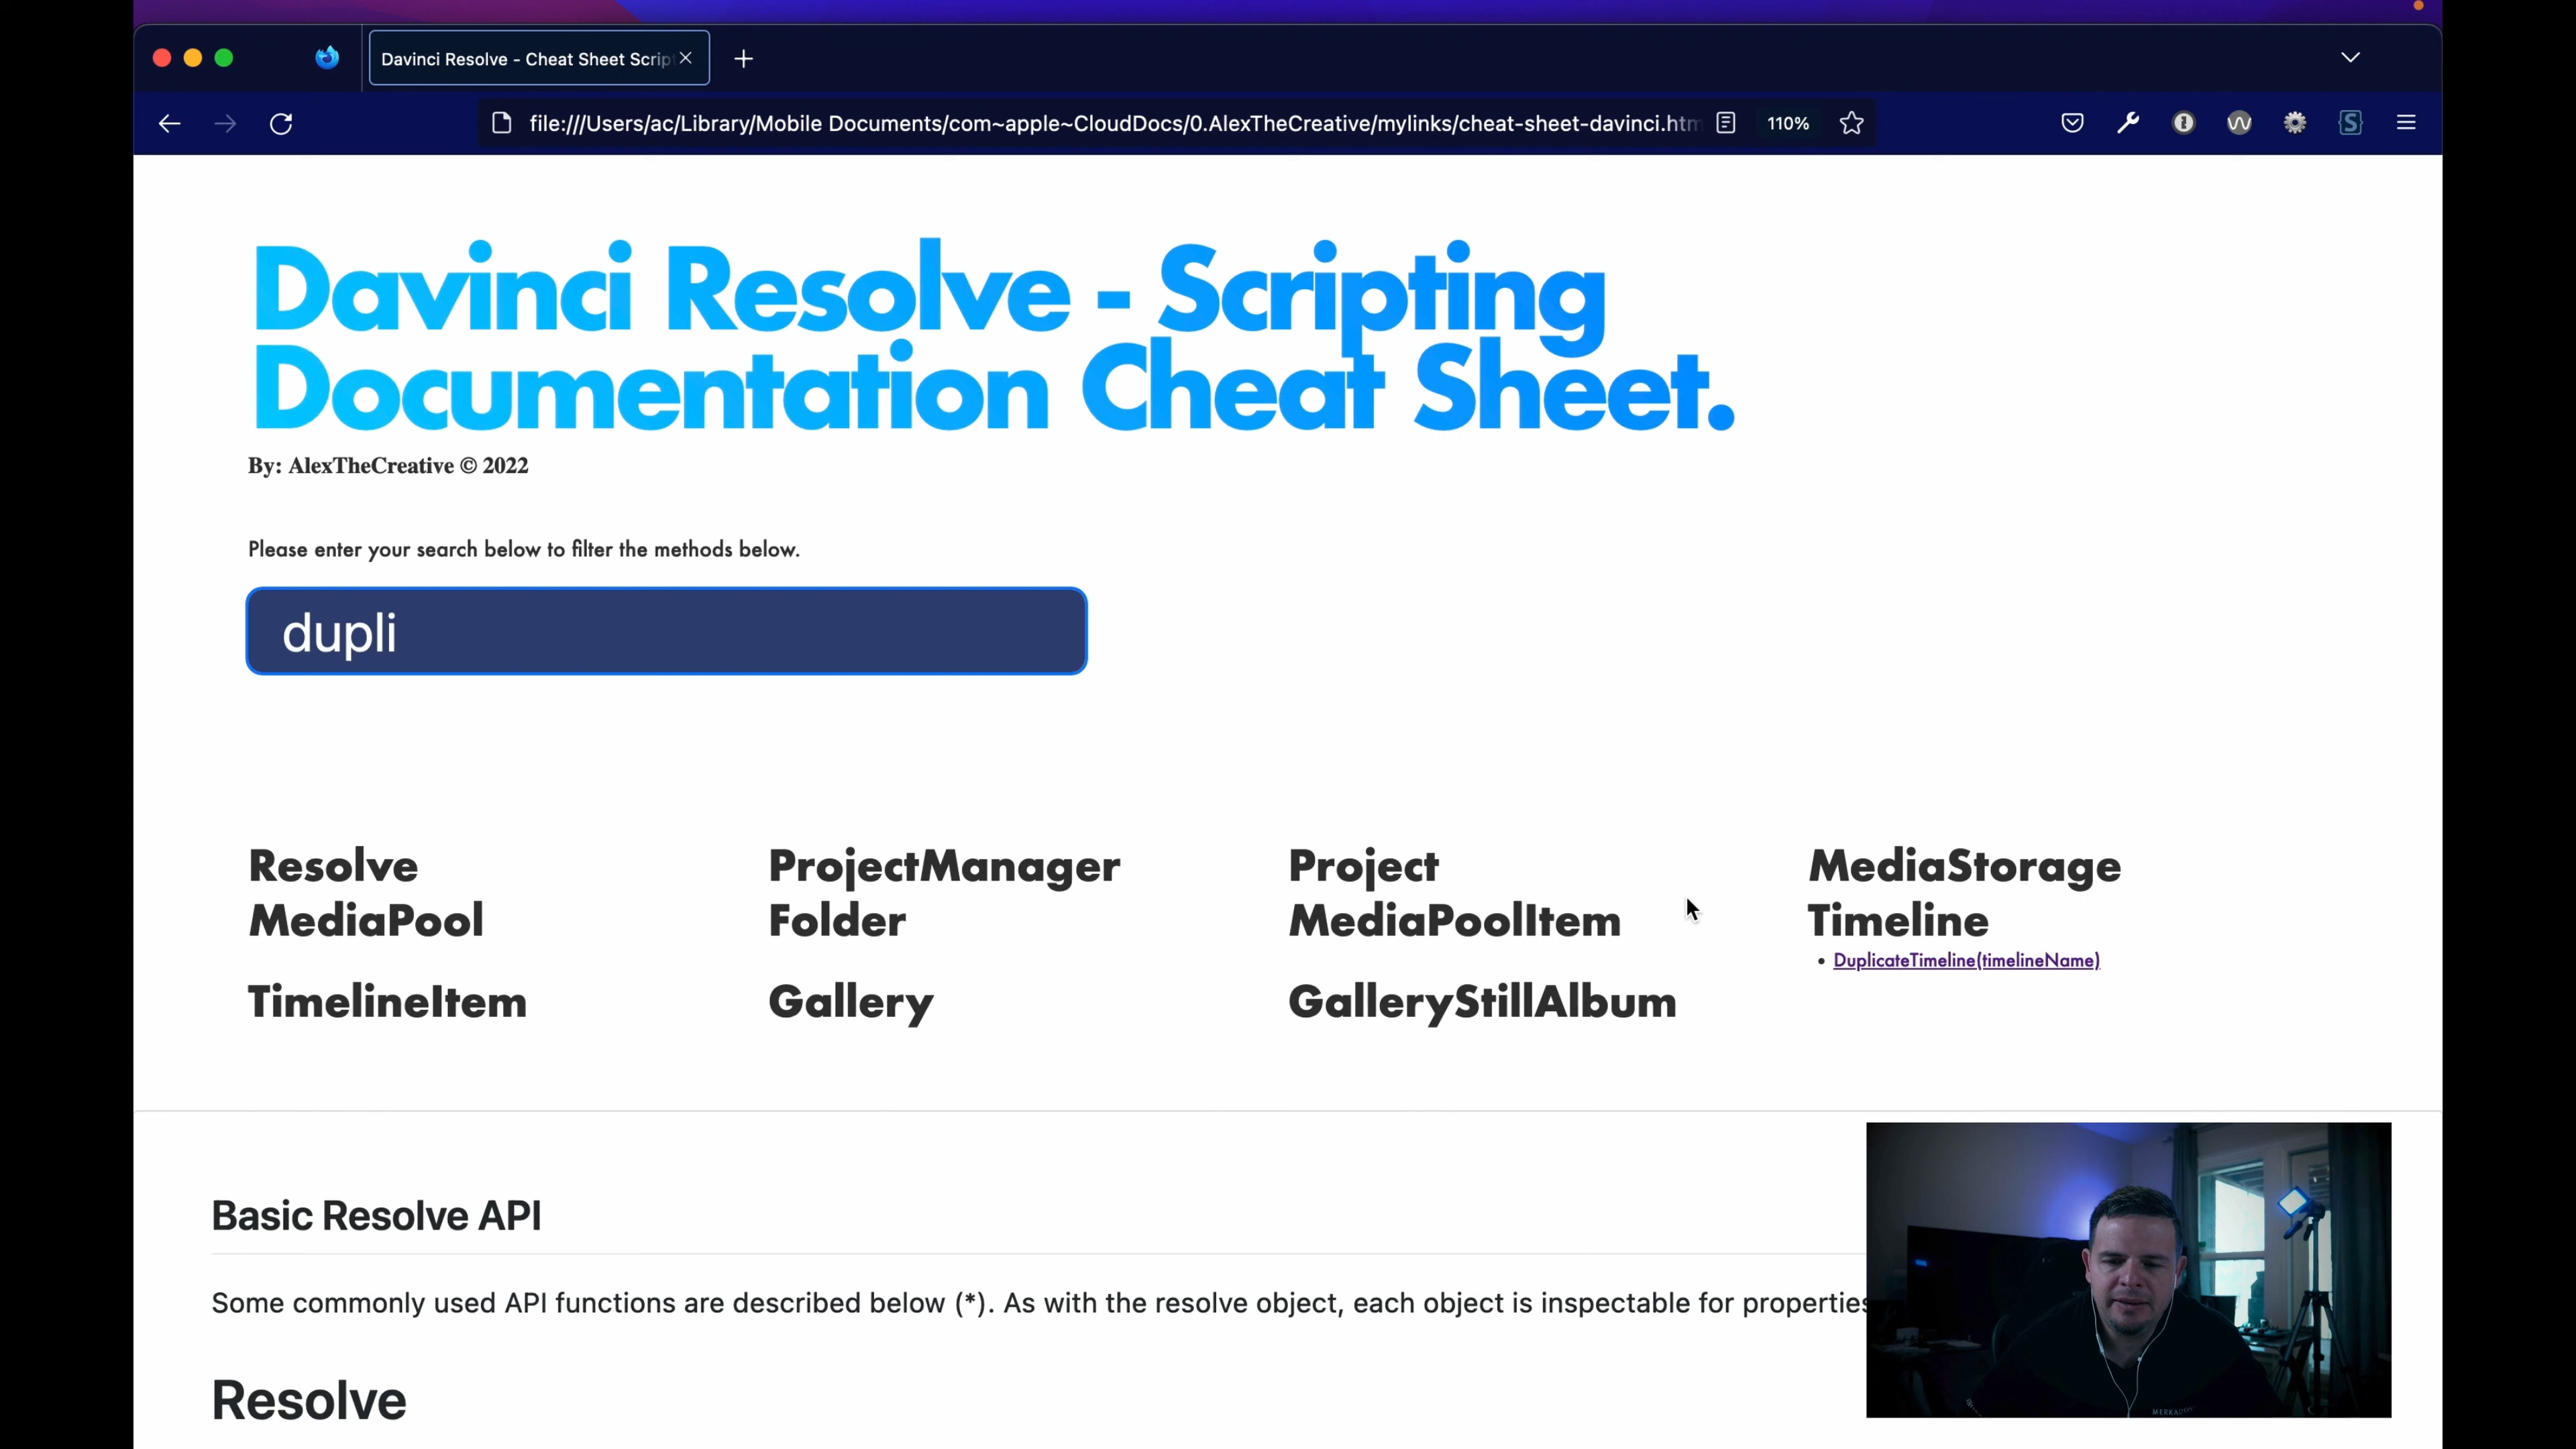 Davinci Resolve - Cheat Sheet Scrip
file:///Users/ac/Library/Mobile Documents/com~apple~CloudDocs/0.AlexTheCreative/mylinks/cheat-sheet-davinci.htm
110%
Davinci Resolve - Scripting
Documentation Cheat Sheet.
By: AlexTheCreative © 2022
Please enter your search below to filter the methods below.
dupli
Resolve
ProjectManager
Project
MediaStorage
MediaPool
Folder
MediaPoolItem
Timeline
• DuplicateTimeline(timelineName)
TimelineItem
Gallery
GalleryStillAlbum
Basic Resolve API
Some commonly used API functions are described below (*). As with the resolve object, each object is inspectable for properties
Resolve